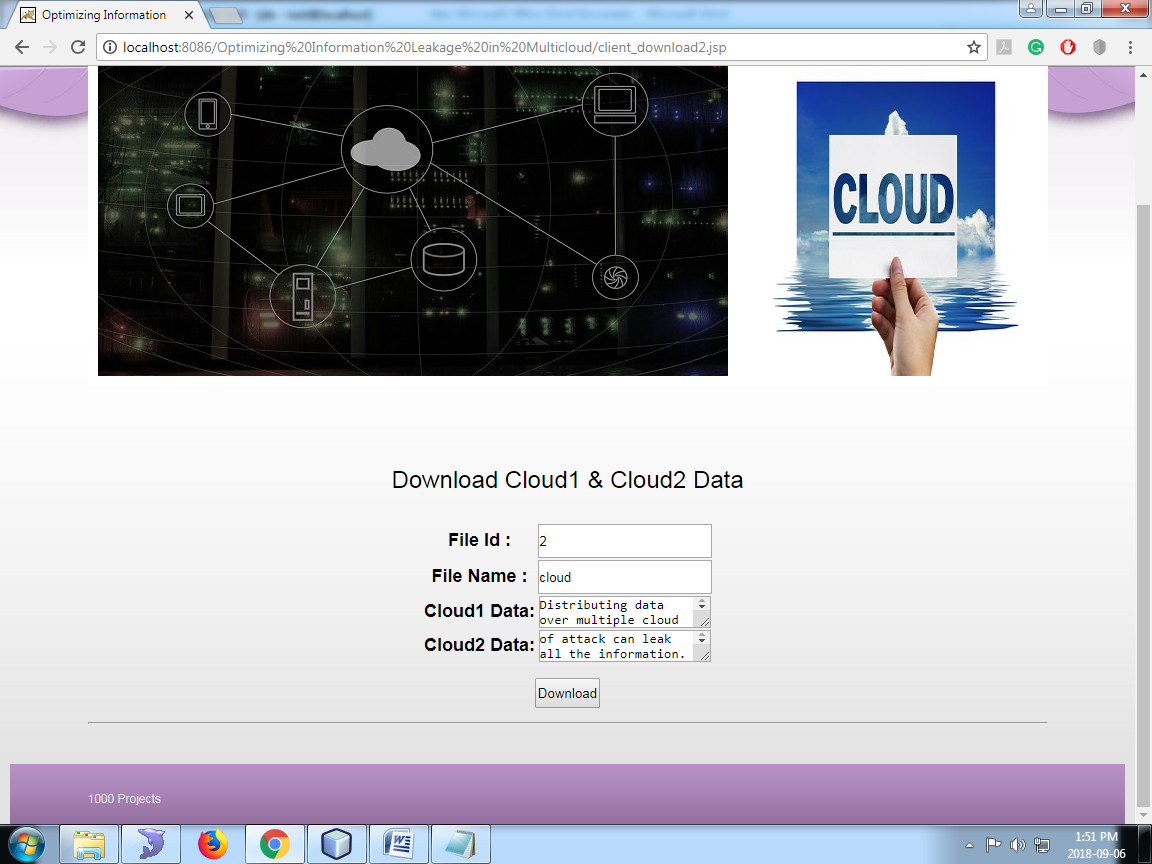 Optimizing Information
localhost:8086/Optimizing%20Information%20Leakage%20in%20Multicloud/client_download2.jsp
CLOUD
Download Cloud1 & Cloud2 Data
File Id :
2
File Name :
cloud
Cloud1 Data:
Distributing data
over multiple cloud
Cloud2 Data:
of attack can leak
all the information.
Download
1000 Projects
1:51 PM
2018-09-06